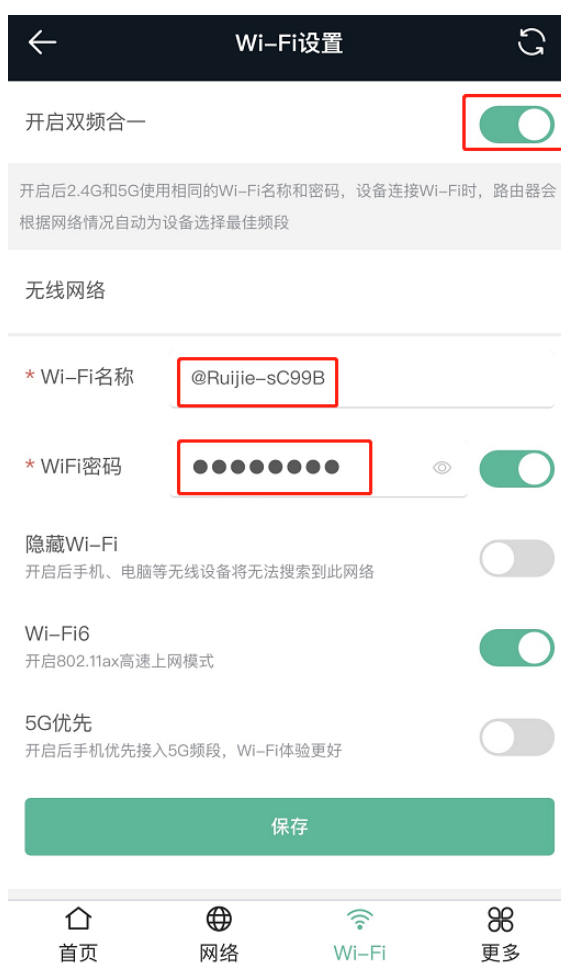 Wi-Fi设置
开启双频合一
开启后2.4G和5G使用相同的Wi-Fi名称和密码，设备连接Wi-Fi时，路由器会
根据网络情况自动为设备选择最佳频段
无线网络
* Wi-Fi名称 @Ruijie-sC99B
* WiFi密码 ●●●●●●●●
隐藏Wi-Fi
开启后手机、电脑等无线设备将无法搜索到此网络
Wi-Fi6
开启802.11ax高速上网模式
5G优先
开启后手机优先接入5G频段，Wi-Fi体验更好
保存
首页 网络 Wi-Fi 更多